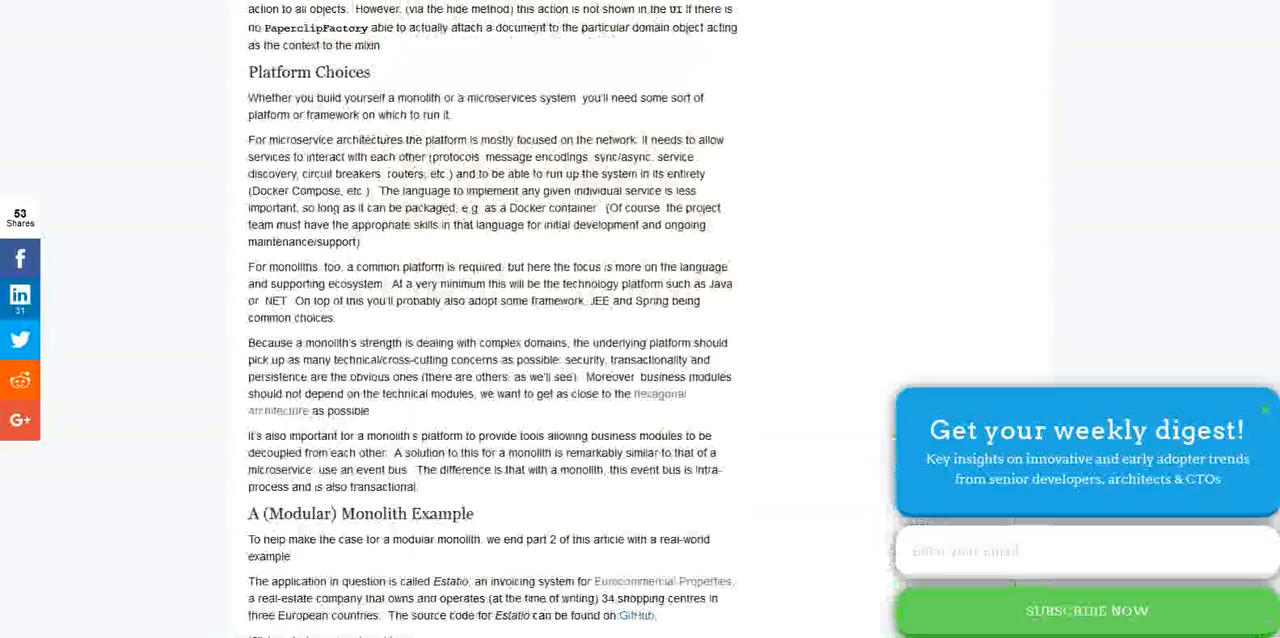 action to all objects. However, (via the hide method) this action is not shown in the UI if there is
no PaperclipFactory able to actually attach a document to the particular domain object acting
as the context to the mixin
Platform Choices
Whether you build yourself a monolith or a microservices system you'll need some sort of
platform or framework on which to run it.
For microservice architectures the platform is mostly focused on the network. It needs to allow
services to interact with each other (protocols message encodings, sync/async, service
discovery, circuit breakers routers, etc.) and to be able to run up the system in its entirety
(Docker Compose, etc.) The language to implement any given individual service is less
important, so long as it can be packaged, e.g. as a Docker container (Of course the project
team must have the appropriate skills in that language for initial development and ongoing
maintenance/support)
For monoliths too, a common platform is required, but here the focus is more on the language
and supporting ecosystem. At a very minimum this will be the technology platform such as Java
or .NET On top of this you'll probably also adopt some framework, JEE and Spring being
common choices.
Because a monolith's strength is dealing with complex domains, the underlying platform should
pick up as many technical/cross-cutting concerns as possible: security, transactionality and
persistence are the obvious ones (there are others, as we'll see). Moreover business modules
should not depend on the technical modules, we want to get as close to the hexagonal
architecture as possible
It's also important for a monolith's platform to provide tools allowing business modules to be
decoupled from each other. A solution to this for a monolith is remarkably similar to that of a
microservice: use an event bus The difference is that with a monolith, this event bus is intra-
process and is also transactional.
A (Modular) Monolith Example
To help make the case for a modular monolith, we end part 2 of this article with a real-world
example
The application in question is called Estatio, an invoicing system for Eurocommercial Properties,
a real-estate company that owns and operates (at the time of writing) 34 shopping centres in
three European countries. The source code for Estatio can be found on GitHub.
53
Shares
f
in
31
G+
×
Get your weekly digest!
Key insights on innovative and early adopter trends
from senior developers, architects & CTOs
Enter your email
SUBSCRIBE NOW